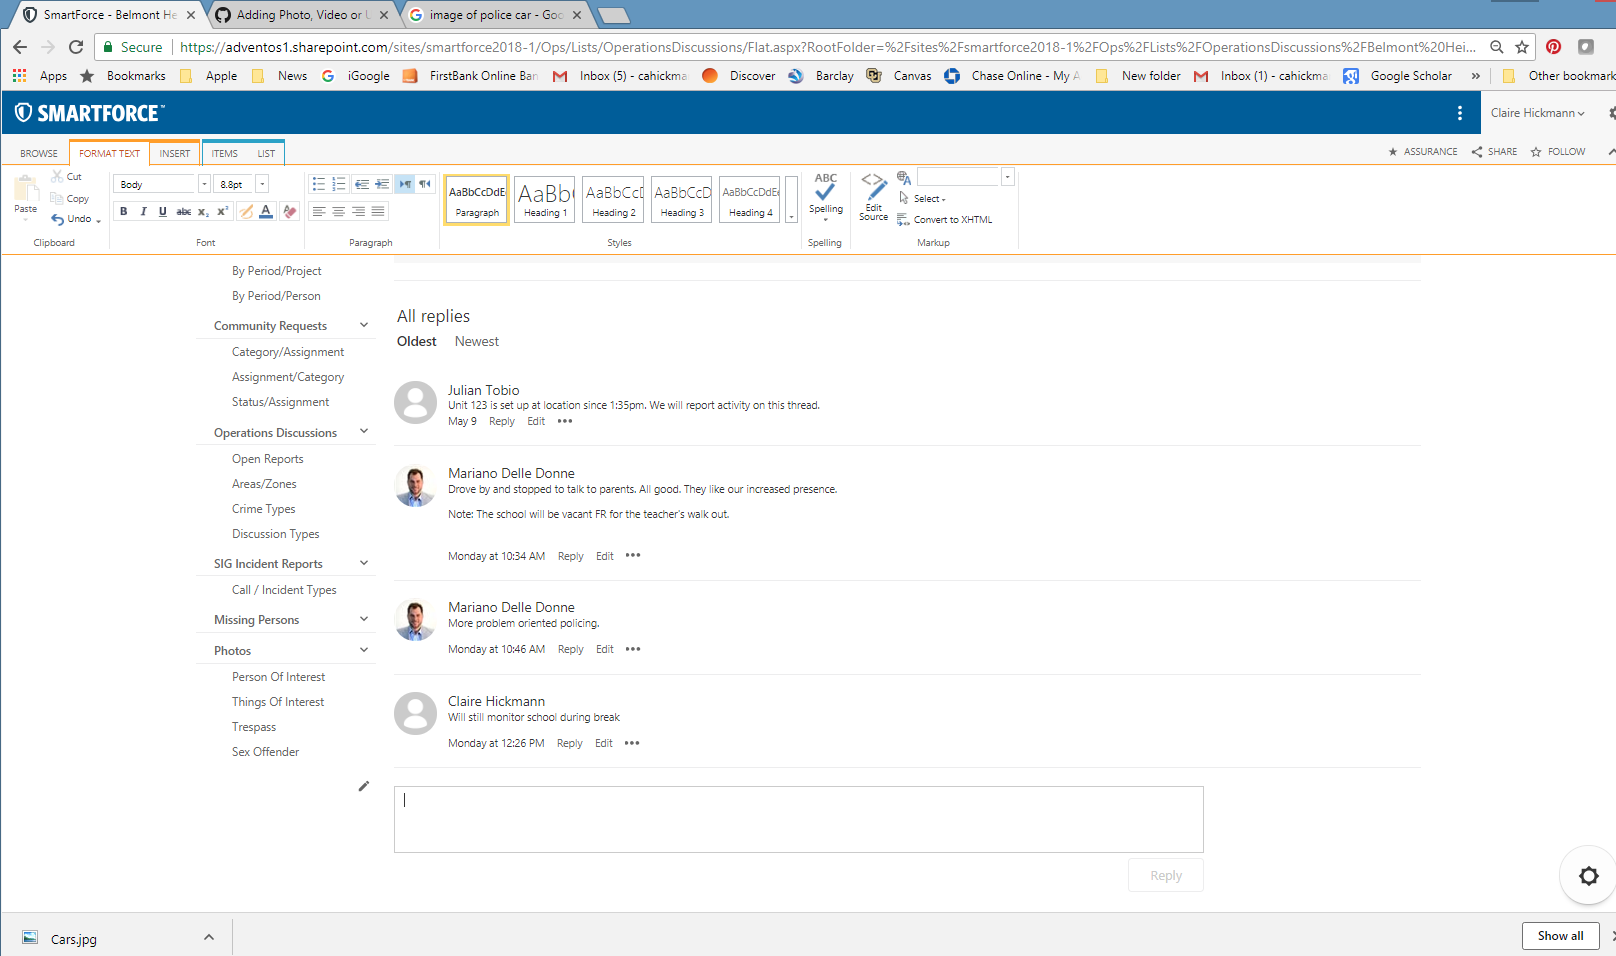 SmartForce - Belmont He
Adding Photo, Video or U
image of police car - Goo
Secure
https://adventos1.sharepoint.com/sites/smartforce2018-1/Ops/Lists/OperationsDiscussions/Flat.aspx?RootFolder=%2Fsites%2Fsmartforce2018-1%2FOps%2FLists%2FOperationsDiscussions%2FBelmont%20Hei...
Apps Bookmarks Apple News iGoogle FirstBank Online Ban Inbox (5) - cahickma Discover Barclay Canvas Chase Online - My A New folder Inbox (1) - cahickma Google Scholar » Other bookmark
SMARTFORCE™
Claire Hickmann
BROWSE FORMAT TEXT INSERT ITEMS LIST
ASSURANCE SHARE FOLLOW
Paste
Cut
Copy
Undo
Clipboard
Body 8.8pt
B I U abc x₂ x²
A
Font
Paragraph
AaBbCcDdE
Paragraph
AaBb(
Heading 1
AaBbCcI
Heading 2
AaBbCcD
Heading 3
AaBbCcDdE
Heading 4
Styles
ABC
Spelling
Spelling
Edit Source
Select
Convert to XHTML
Markup
By Period/Project
By Period/Person
Community Requests
Category/Assignment
Assignment/Category
Status/Assignment
Operations Discussions
Open Reports
Areas/Zones
Crime Types
Discussion Types
SIG Incident Reports
Call / Incident Types
Missing Persons
Photos
Person Of Interest
Things Of Interest
Trespass
Sex Offender
All replies
Oldest Newest
Julian Tobio
Unit 123 is set up at location since 1:35pm. We will report activity on this thread.
May 9 Reply Edit •••
Mariano Delle Donne
Drove by and stopped to talk to parents. All good. They like our increased presence.
Note: The school will be vacant FR for the teacher's walk out.
Monday at 10:34 AM Reply Edit •••
Mariano Delle Donne
More problem oriented policing.
Monday at 10:46 AM Reply Edit •••
Claire Hickmann
Will still monitor school during break
Monday at 12:26 PM Reply Edit •••
Reply
Cars.jpg
Show all